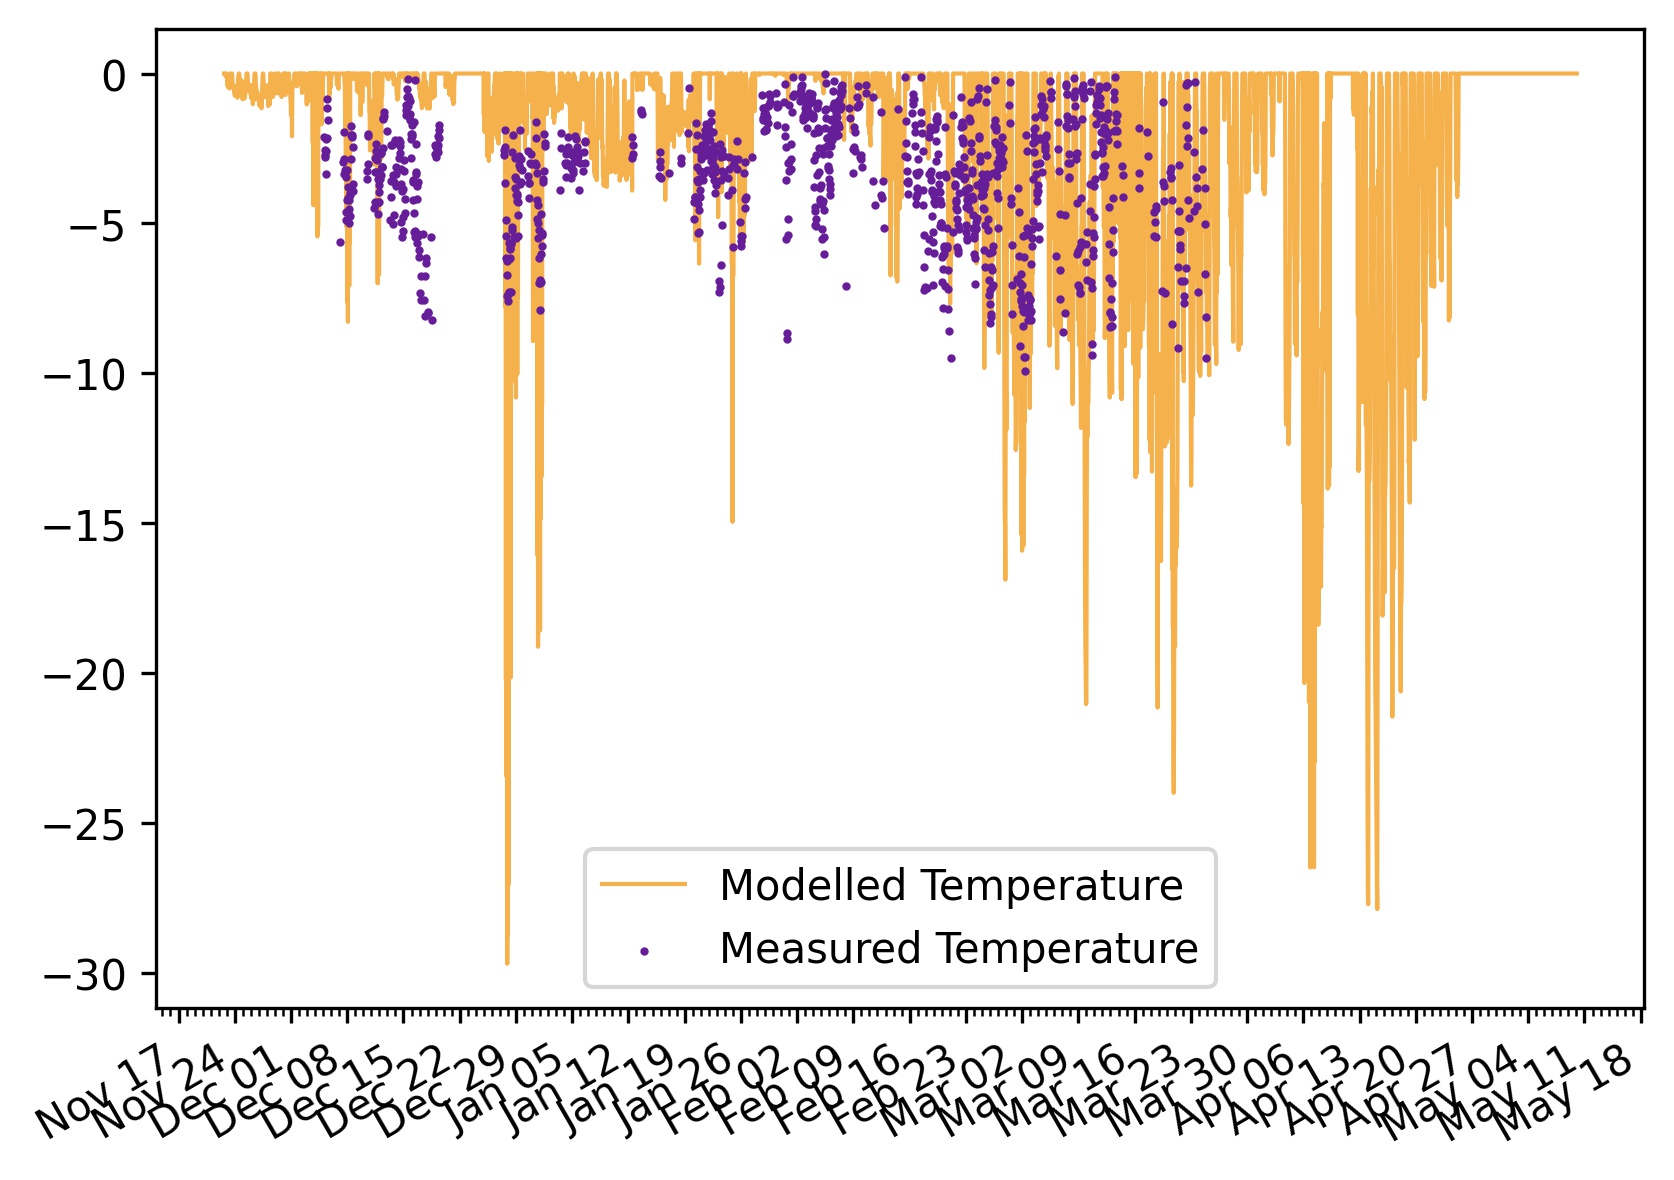 0
−5
−10
−15
−20
−25
−30
Modelled Temperature
Measured Temperature
Nov 17
Nov 24
Dec 01
Dec 08
Dec 15
Dec 22
Dec 29
Jan 05
Jan 12
Jan 19
Jan 26
Feb 02
Feb 09
Feb 16
Feb 23
Mar 02
Mar 09
Mar 16
Mar 23
Mar 30
Apr 06
Apr 13
Apr 20
Apr 27
May 04
May 11
May 18